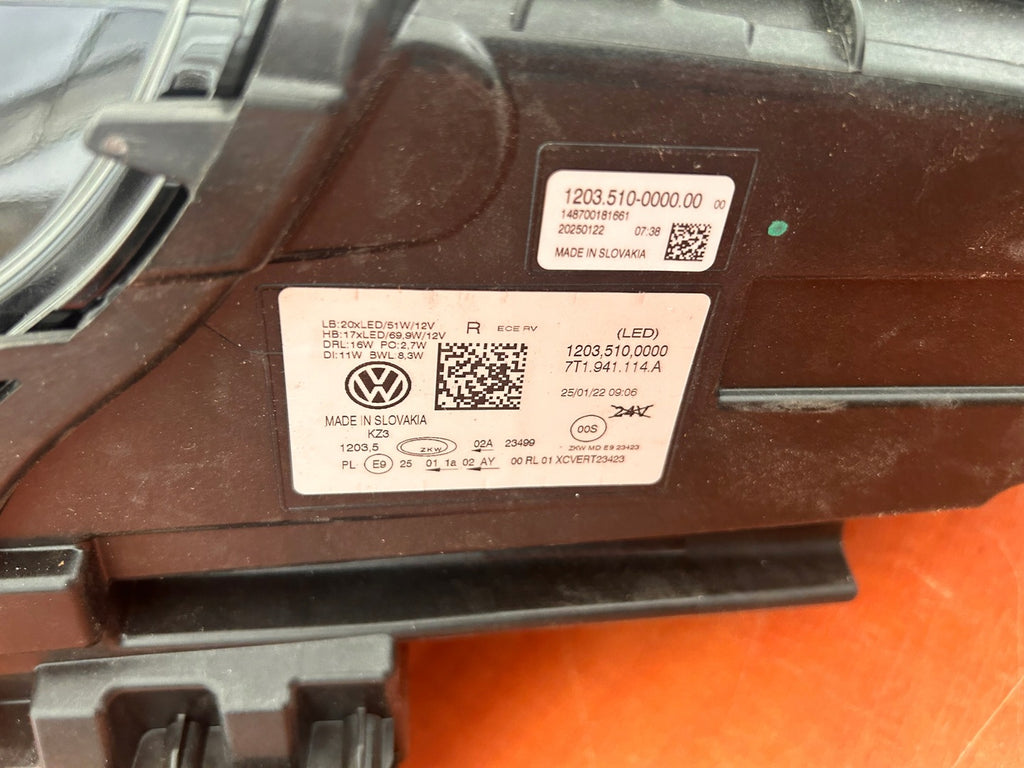 1203.510-0000.00 00
148700181661
20250122 07:38
MADE IN SLOVAKIA
LB:20xLED/51W/12V
HB:17xLED/69,9W/12V
DRL:16W PO:2,7W
DI:11W BWL 8,3W
R ECE RV
(LED)
1203,510,0000
7T1.941.114.A
25/01/22 09:06
24V
00S
MADE IN SLOVAKIA
KZ3
1203,5 ZKW 02A 23499
ZKW MD E9 23423
PL E9 25 01 1a 02 AY 00 RL 01 XCVERT23423